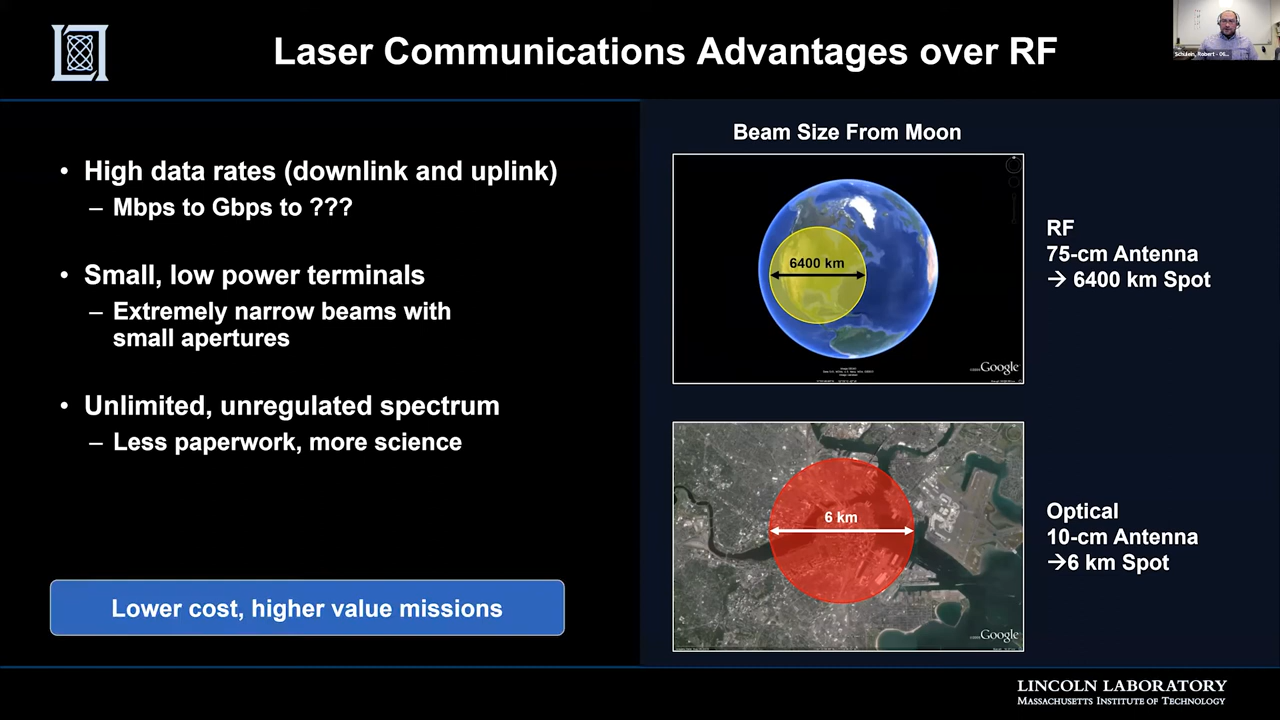 Laser Communications Advantages over RF
Schulein, Robert - 06...
• High data rates (downlink and uplink)
– Mbps to Gbps to ???
• Small, low power terminals
– Extremely narrow beams with
small apertures
• Unlimited, unregulated spectrum
– Less paperwork, more science
Lower cost, higher value missions
Beam Size From Moon
6400 km
Google
RF
75-cm Antenna
→ 6400 km Spot
6 km
Google
Optical
10-cm Antenna
→6 km Spot
LINCOLN LABORATORY
MASSACHUSETTS INSTITUTE OF TECHNOLOGY